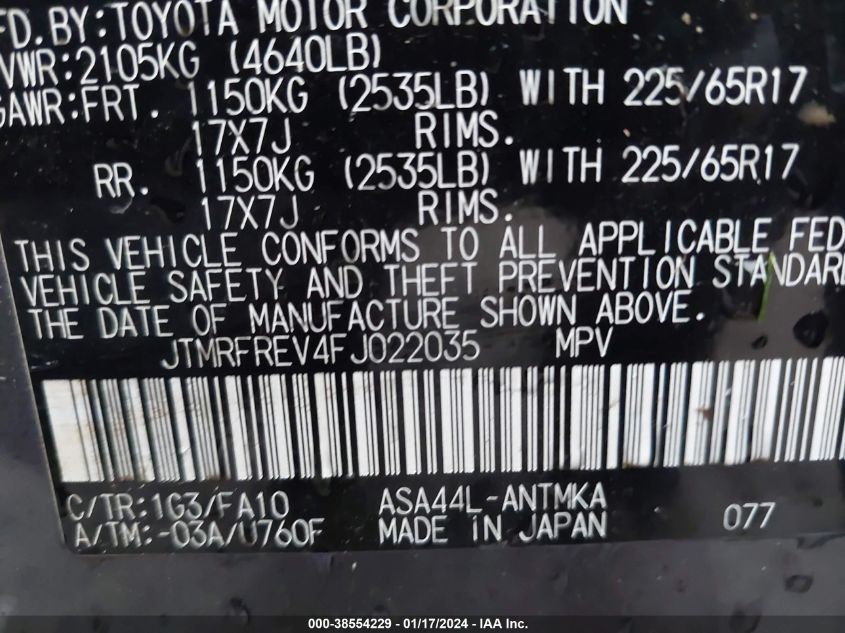 FD. BY: TOYOTA MOTOR CORPORATION
VWR: 2105KG (4640LB)
GAWR: FRT. 1150KG (2535LB) WITH 225/65R17
17X7J RIMS.
RR. 1150KG (2535LB) WITH 225/65R17
17X7J RIMS.
THIS VEHICLE CONFORMS TO ALL APPLICABLE FED
VEHICLE SAFETY AND THEFT PREVENTION STANDARD
THE DATE OF MANUFACTURE SHOWN ABOVE.
JTMRFREV4FJ022035 MPV
C/TR: 1G3/FA10 ASA44L-ANTMKA
A/TM: -03A/U760F MADE IN JAPAN 077
000-38554229 - 01/17/2024 - IAA Inc.